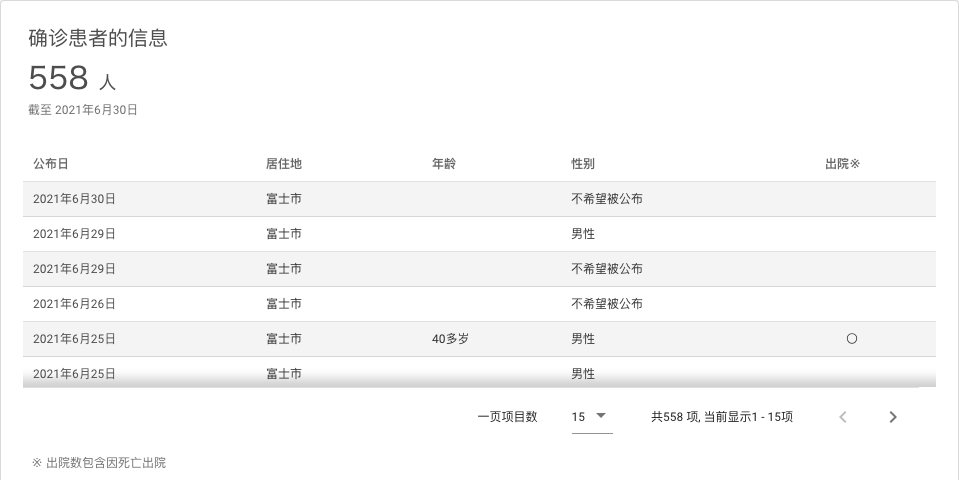 确诊患者的信息
558 人
截至 2021年6月30日
公布日 居住地 年龄 性别 出院※
2021年6月30日 富士市 不希望被公布
2021年6月29日 富士市 男性
2021年6月29日 富士市 不希望被公布
2021年6月26日 富士市 不希望被公布
2021年6月25日 富士市 40多岁 男性 〇
2021年6月25日 富士市 男性
一页项目数 15 共558 项, 当前显示1 - 15项
※ 出院数包含因死亡出院